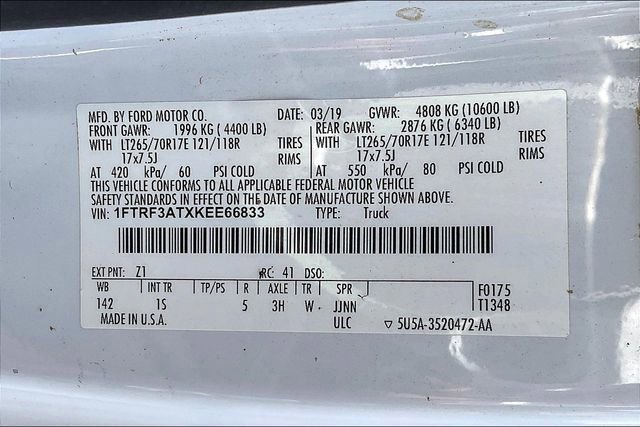 MFD. BY FORD MOTOR CO. DATE: 03/19 GVWR: 4808 KG (10600 LB)
FRONT GAWR: 1996 KG ( 4400 LB) REAR GAWR: 2876 KG ( 6340 LB)
WITH LT265/70R17E 121/118R TIRES WITH LT265/70R17E 121/118R TIRES
17x7.5J RIMS 17x7.5J RIMS
AT 420 kPa/ 60 PSI COLD AT 550 kPa/ 80 PSI COLD
THIS VEHICLE CONFORMS TO ALL APPLICABLE FEDERAL MOTOR VEHICLE
SAFETY STANDARDS IN EFFECT ON THE DATE OF MANUFACTURE SHOWN ABOVE.
VIN: 1FTRF3ATXKEE66833 TYPE: Truck
EXT PNT: Z1 RC: 41 DSO:
WB INT TR TP/PS R AXLE TR SPR F0175
142 1S 5 3H W JJNN T1348
MADE IN U.S.A. ULC ▽ 5U5A-3520472-AA